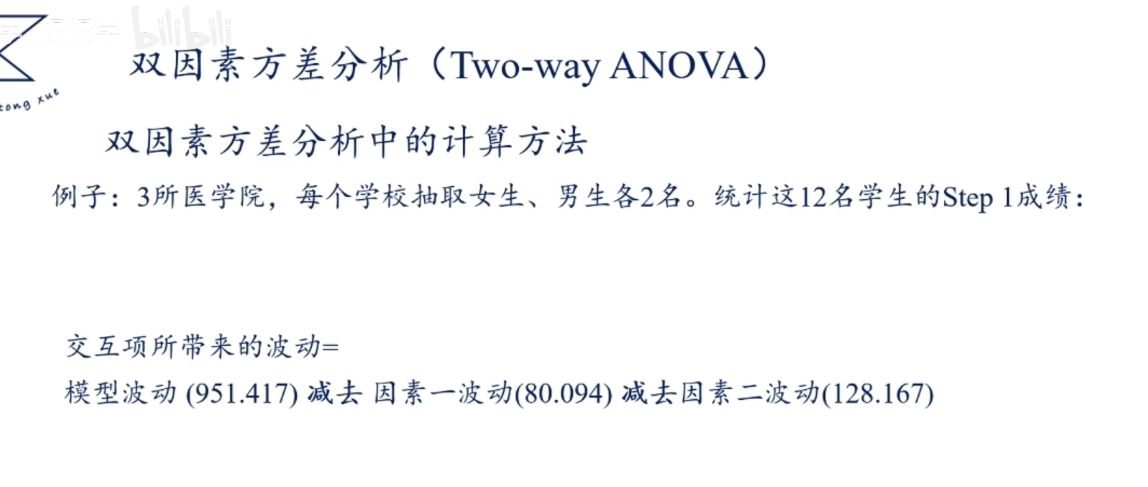 bilibili
tong xue
双因素方差分析（Two-way ANOVA）
双因素方差分析中的计算方法
例子：3所医学院，每个学校抽取女生、男生各2名。统计这12名学生的Step 1成绩：
交互项所带来的波动=
模型波动 (951.417) 减去 因素一波动(80.094) 减去因素二波动(128.167)